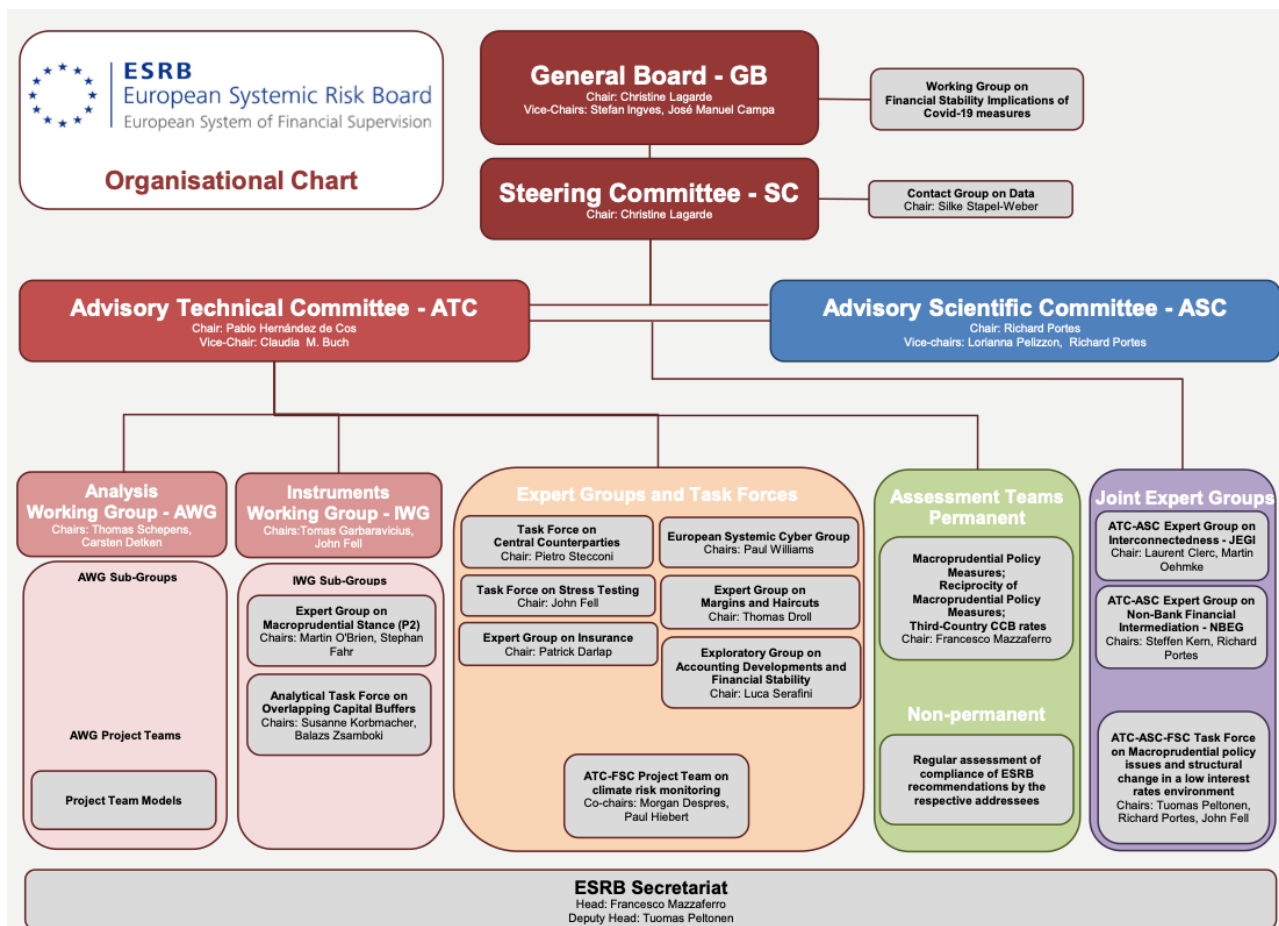 ESRB
European Systemic Risk Board
European System of Financial Supervision
Organisational Chart
General Board - GB
Chair: Christine Lagarde
Vice-Chairs: Stefan Ingves, José Manuel Campa
Working Group on
Financial Stability Implications of
Covid-19 measures
Steering Committee - SC
Chair: Christine Lagarde
Contact Group on Data
Chair: Silke Stapel-Weber
Advisory Technical Committee - ATC
Chair: Pablo Hernández de Cos
Vice-Chair: Claudia M. Buch
Advisory Scientific Committee - ASC
Chair: Richard Portes
Vice-chairs: Lorianna Pelizzon, Richard Portes
Analysis
Working Group - AWG
Chairs: Thomas Schepens,
Carsten Detken
AWG Sub-Groups
AWG Project Teams
Project Team Models
Instruments
Working Group - IWG
Chairs:Tomas Garbaravicius,
John Fell
IWG Sub-Groups
Expert Group on
Macroprudential Stance (P2)
Chairs: Martin O'Brien, Stephan
Fahr
Analytical Task Force on
Overlapping Capital Buffers
Chairs: Susanne Korbmacher,
Balazs Zsamboki
Expert Groups and Task Forces
Task Force on
Central Counterparties
Chair: Pietro Stecconi
Task Force on Stress Testing
Chair: John Fell
Expert Group on Insurance
Chair: Patrick Darlap
European Systemic Cyber Group
Chairs: Paul Williams
Expert Group on
Margins and Haircuts
Chair: Thomas Droll
Exploratory Group on
Accounting Developments and
Financial Stability
Chair: Luca Serafini
ATC-FSC Project Team on
climate risk monitoring
Co-chairs: Morgan Despres,
Paul Hiebert
Assessment Teams
Permanent
Macroprudential Policy
Measures;
Reciprocity of
Macroprudential Policy
Measures;
Third-Country CCB rates
Chair: Francesco Mazzaferro
Non-permanent
Regular assessment of
compliance of ESRB
recommendations by the
respective addressees
Joint Expert Groups
ATC-ASC Expert Group on
Interconnectedness - JEGI
Chair: Laurent Clerc, Martin
Oehmke
ATC-ASC Expert Group on
Non-Bank Financial
Intermediation - NBEG
Chairs: Steffen Kern, Richard
Portes
ATC-ASC-FSC Task Force
on Macroprudential policy
issues and structural
change in a low interest
rates environment
Chairs: Tuomas Peltonen,
Richard Portes, John Fell
ESRB Secretariat
Head: Francesco Mazzaferro
Deputy Head: Tuomas Peltonen